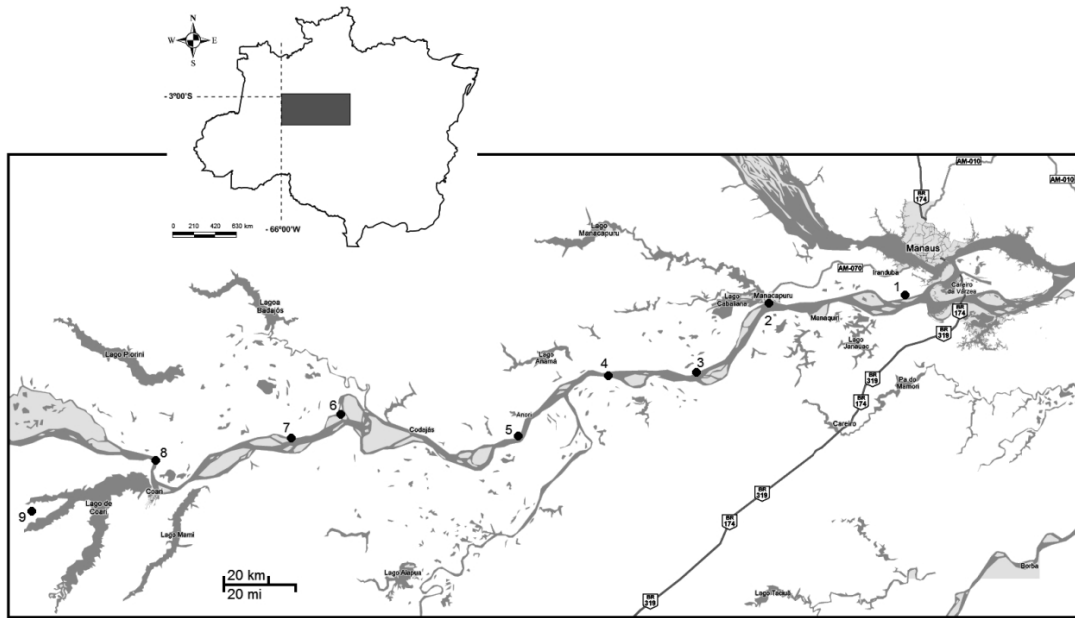 N
W
E
S
- 3°00'S
- 66°00'W
0 210 420 630 km
AM-010
AM-010
BR
174
Lago
Manacapuru
Manaus
AM-070
Iranduba
1
Careiro
da Várzea
Lago
Cabaliana
Manacapuru
2
Manaquiri
BR
174
BR
319
Lago
Janauac
Lagoa
Badajós
Lago Piorini
Lago
Anamã
4
3
BR
319
BR
174
Pa do
Mamori
Careiro
6
7
Codajás
Anori
5
8
Coari
9
Lago de
Coari
Lago Mamí
BR
319
BR
174
Lago Aiapuá
20 km
20 mi
Borba
BR
319